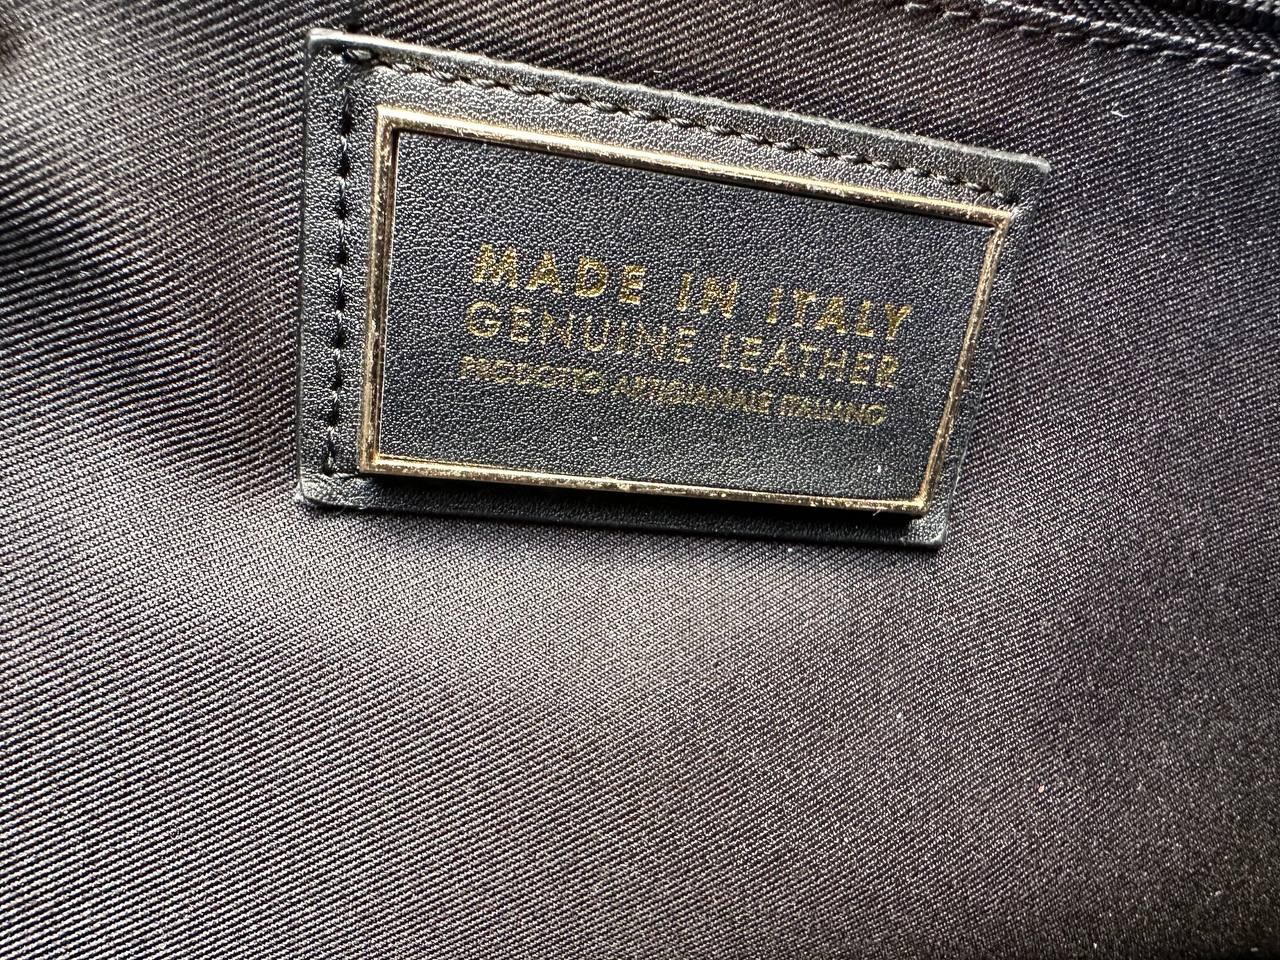 MADE IN ITALY
GENUINE LEATHER
PRODOTTO ARTIGIANALE ITALIANO